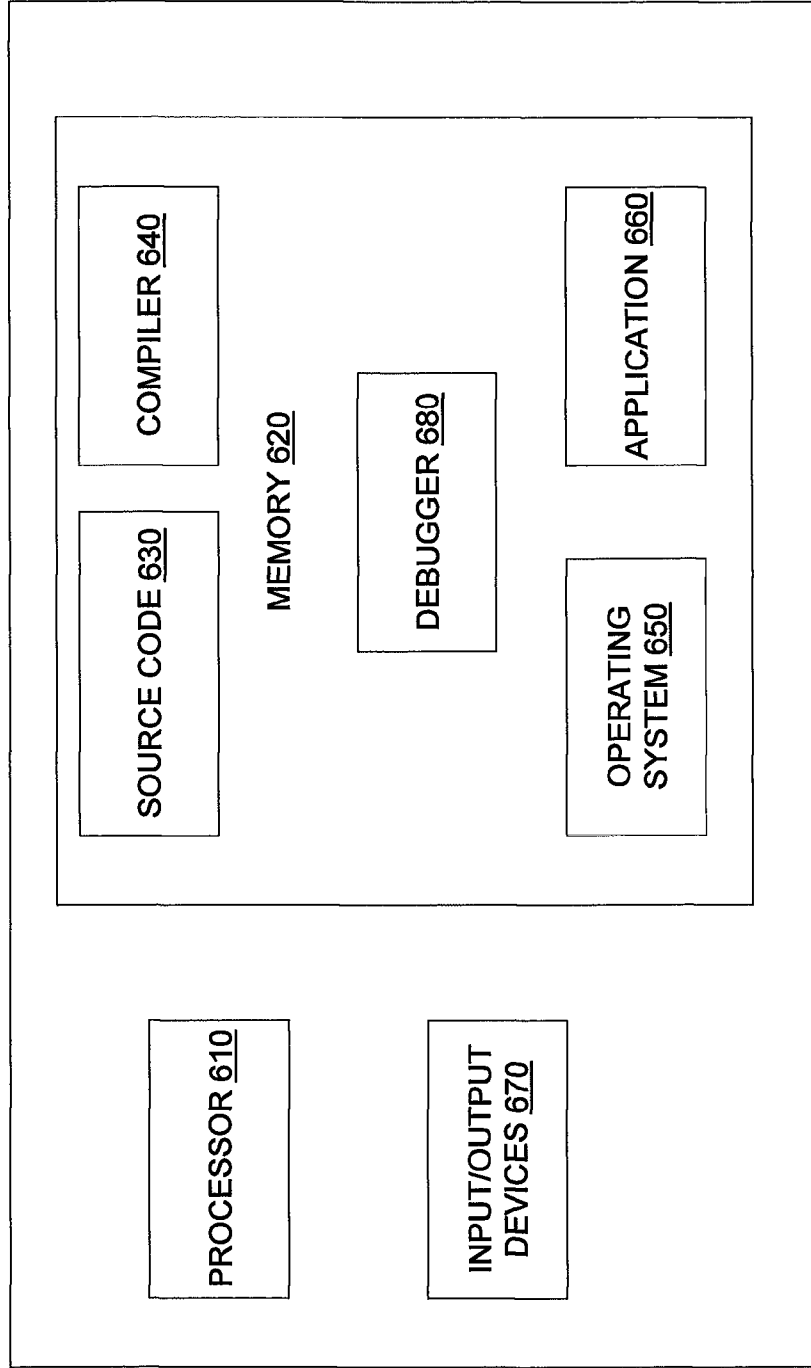 PROCESSOR 610
INPUT/OUTPUT
DEVICES 670
SOURCE CODE 630
COMPILER 640
MEMORY 620
DEBUGGER 680
OPERATING
SYSTEM 650
APPLICATION 660